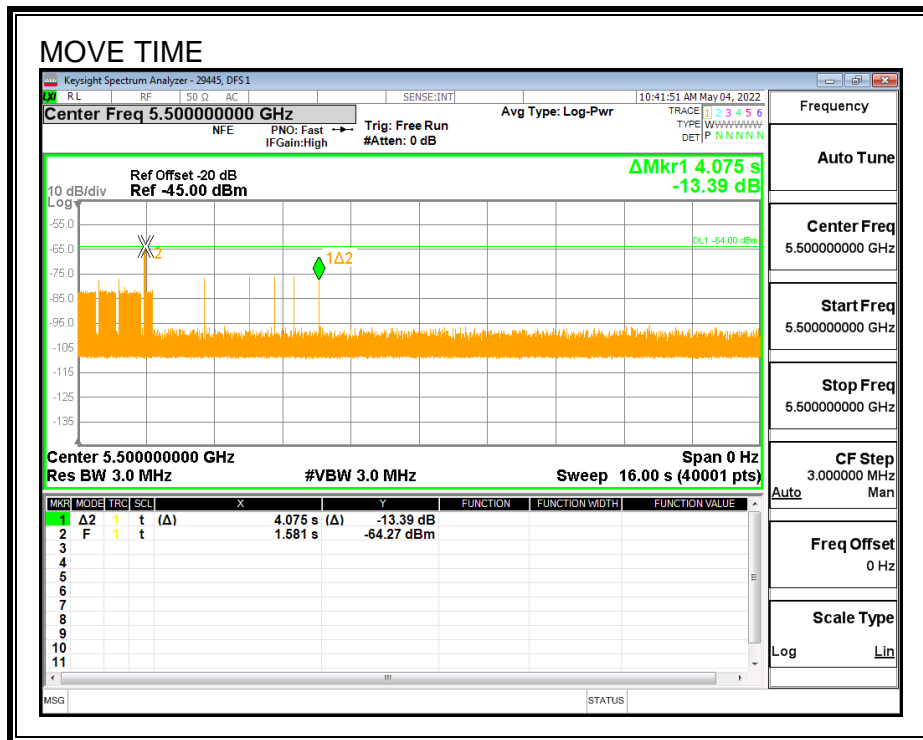 MOVE TIME
Keysight Spectrum Analyzer - 29445, DFS 1
LXI RL RF 50 Ω AC SENSE:INT 10:41:51 AM May 04, 2022
Center Freq 5.500000000 GHz
NFE
PNO: Fast
IFGain:High
Trig: Free Run
#Atten: 0 dB
Avg Type: Log-Pwr
TRACE 1 2 3 4 5 6
TYPE WWWWWW
DET P N N N N N
ΔMkr1 4.075 s
-13.39 dB
Ref Offset -20 dB
10 dB/div Ref -45.00 dBm
Log
-55.0
-65.0
-75.0
-85.0
-95.0
-105
-115
-125
-135
DL1 -64.00 dBm
2
1Δ2
Center 5.500000000 GHz Span 0 Hz
Res BW 3.0 MHz #VBW 3.0 MHz Sweep 16.00 s (40001 pts)
MKR MODE TRC SCL X Y FUNCTION FUNCTION WIDTH FUNCTION VALUE
1 Δ2 1 t (Δ) 4.075 s (Δ) -13.39 dB
2 F 1 t 1.581 s -64.27 dBm
3
4
5
6
7
8
9
10
11
MSG STATUS
Frequency
Auto Tune
Center Freq
5.500000000 GHz
Start Freq
5.500000000 GHz
Stop Freq
5.500000000 GHz
CF Step
3.000000 MHz
Auto Man
Freq Offset
0 Hz
Scale Type
Log Lin